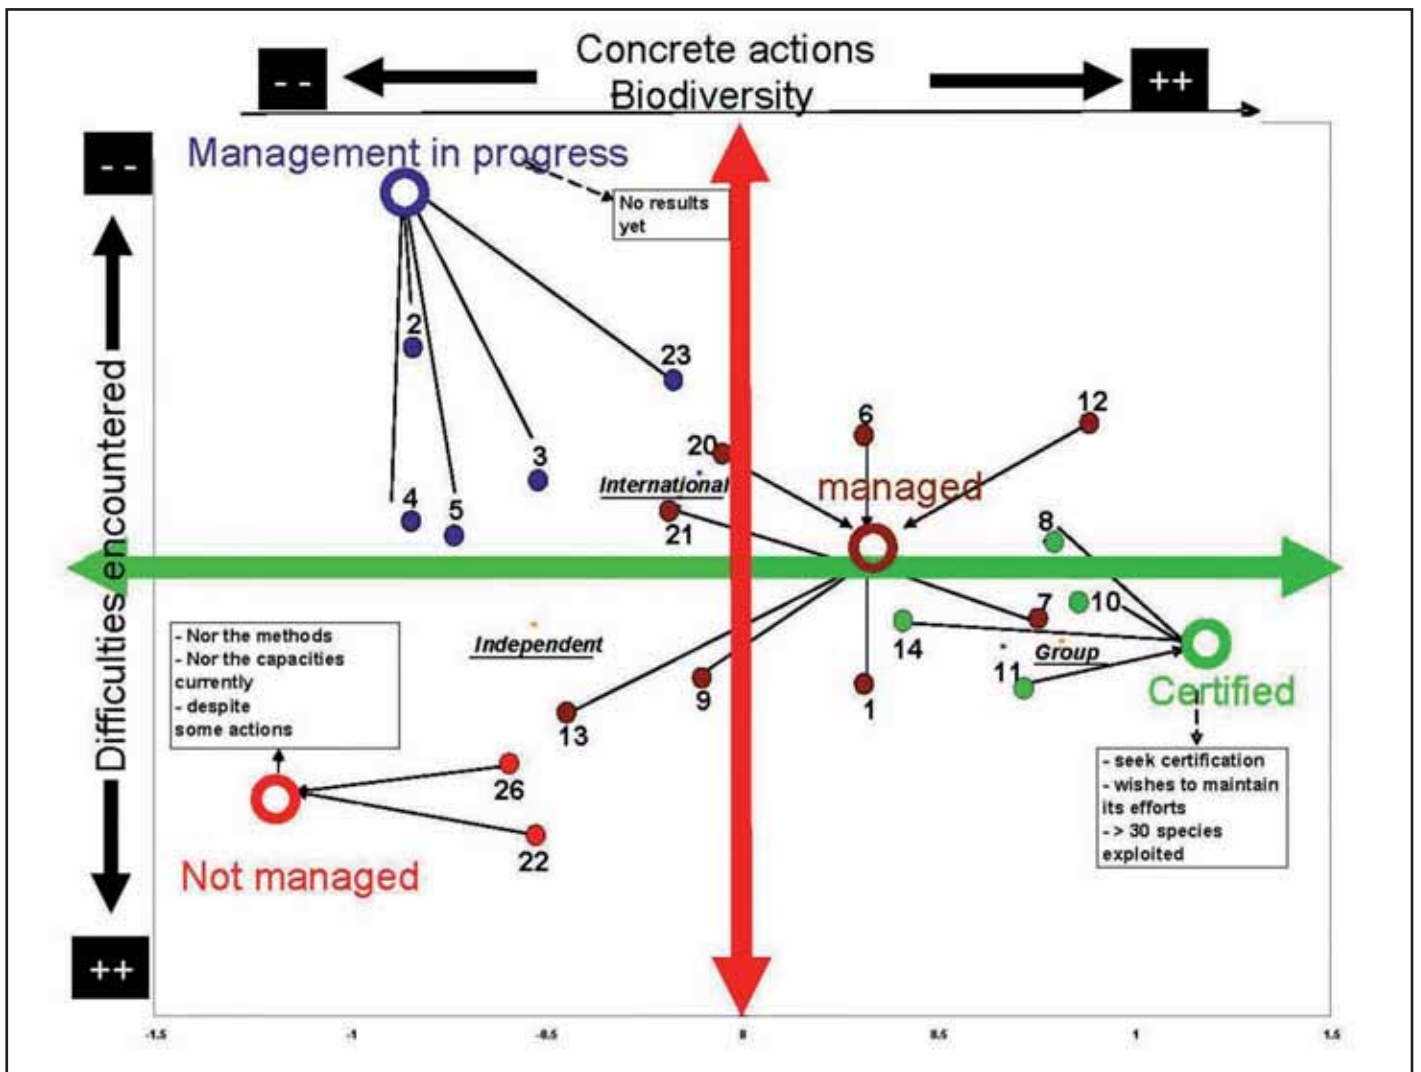 Concrete actions
Biodiversity
- -
++
- -
Management in progress
No results
yet
Difficulties encountered
2
23
3
4
5
20
6
12
International
managed
21
8
7
10
14
Group
11
Certified
- Nor the methods
- Nor the capacities
currently
- despite
some actions
Independent
9
1
13
26
22
Not managed
- seek certification
- wishes to maintain
its efforts
- > 30 species
exploited
++
-1.5
-1
-0.5
0
0.5
1
1.5